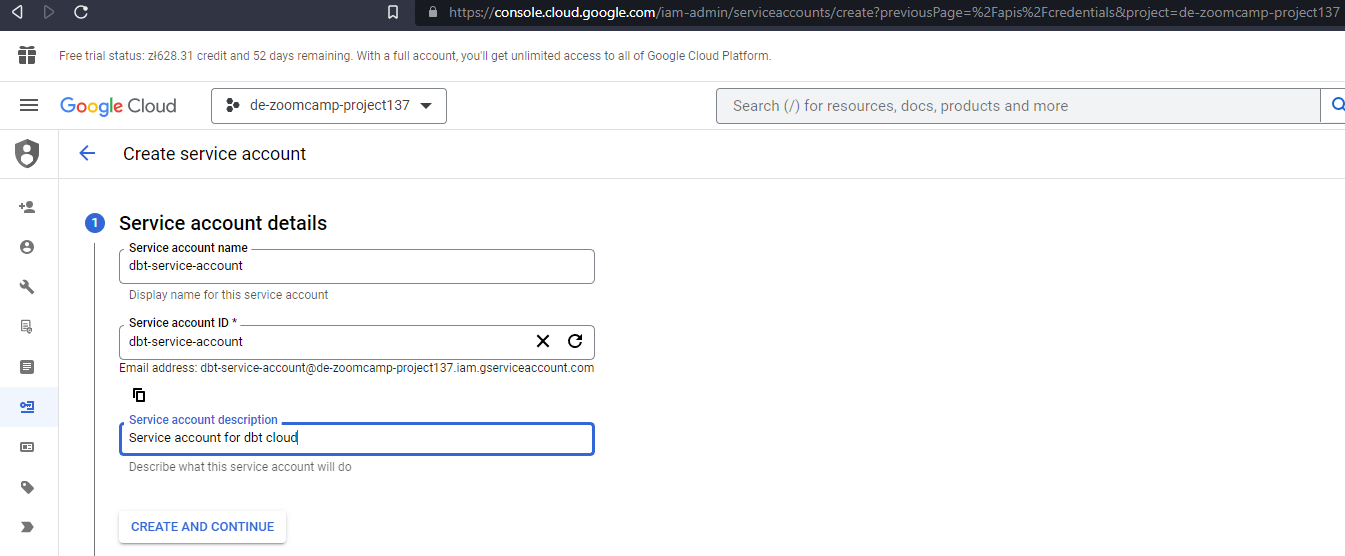 https://console.cloud.google.com/iam-admin/serviceaccounts/create?previousPage=%2Fapis%2Fcredentials&project=de-zoomcamp-project137
Free trial status: zł628.31 credit and 52 days remaining. With a full account, you'll get unlimited access to all of Google Cloud Platform.
Google Cloud
de-zoomcamp-project137
Search (/) for resources, docs, products and more
Create service account
1 Service account details
Service account name
dbt-service-account
Display name for this service account
Service account ID *
dbt-service-account
Email address: dbt-service-account@de-zoomcamp-project137.iam.gserviceaccount.com
Service account description
Service account for dbt cloud
Describe what this service account will do
CREATE AND CONTINUE